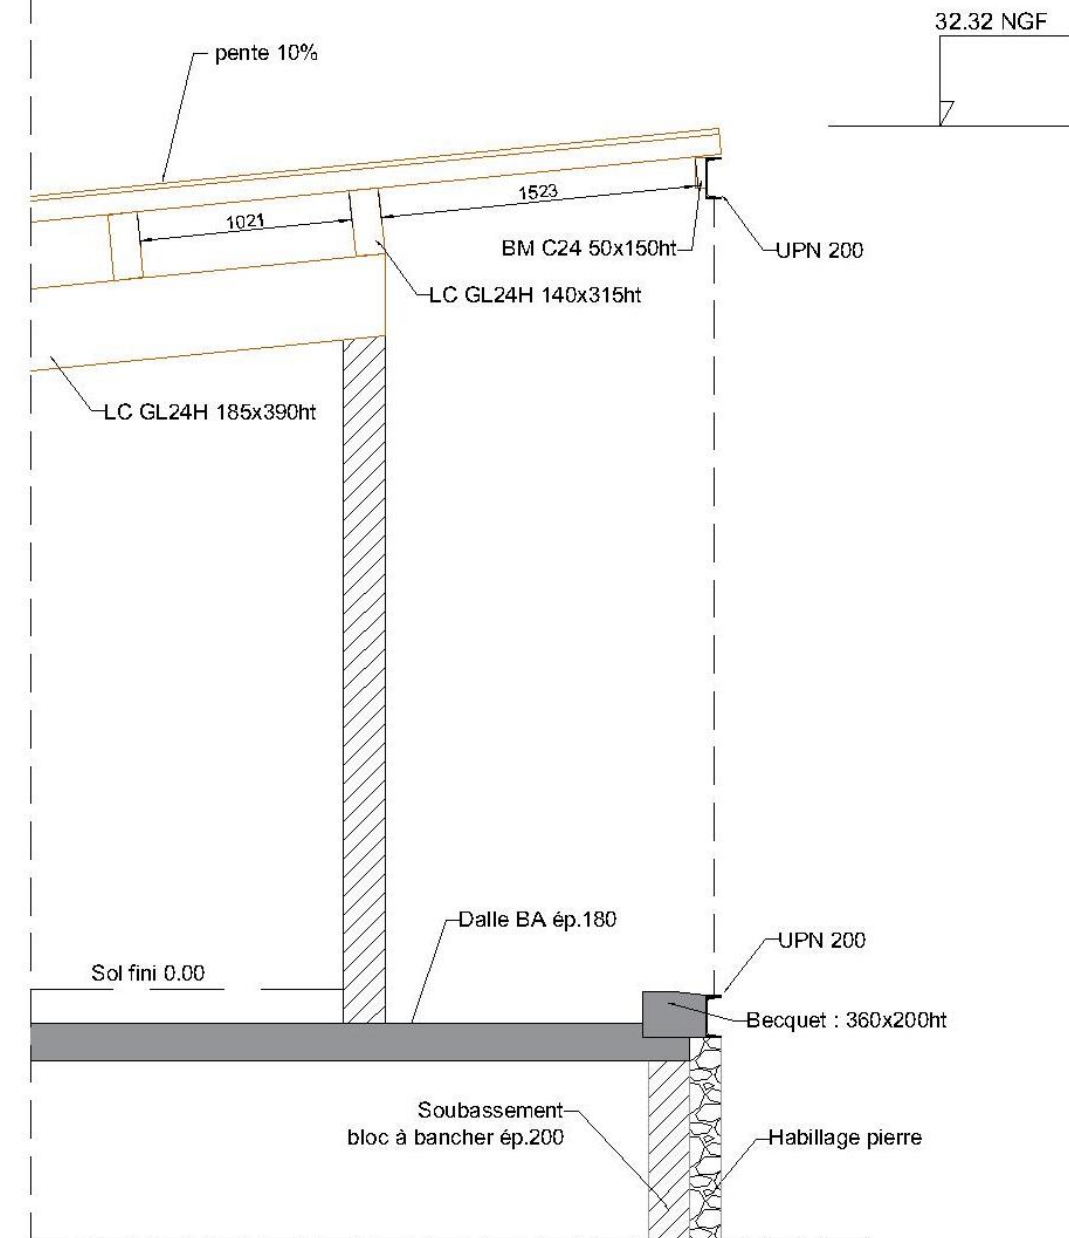 32.32 NGF
pente 10%
1021
1523
BM C24 50x150ht
UPN 200
LC GL24H 140x315ht
LC GL24H 185x390ht
Dalle BA ép.180
UPN 200
Sol fini 0.00
Becquet : 360x200ht
Soubassement
bloc à bancher ép.200
Habillage pierre